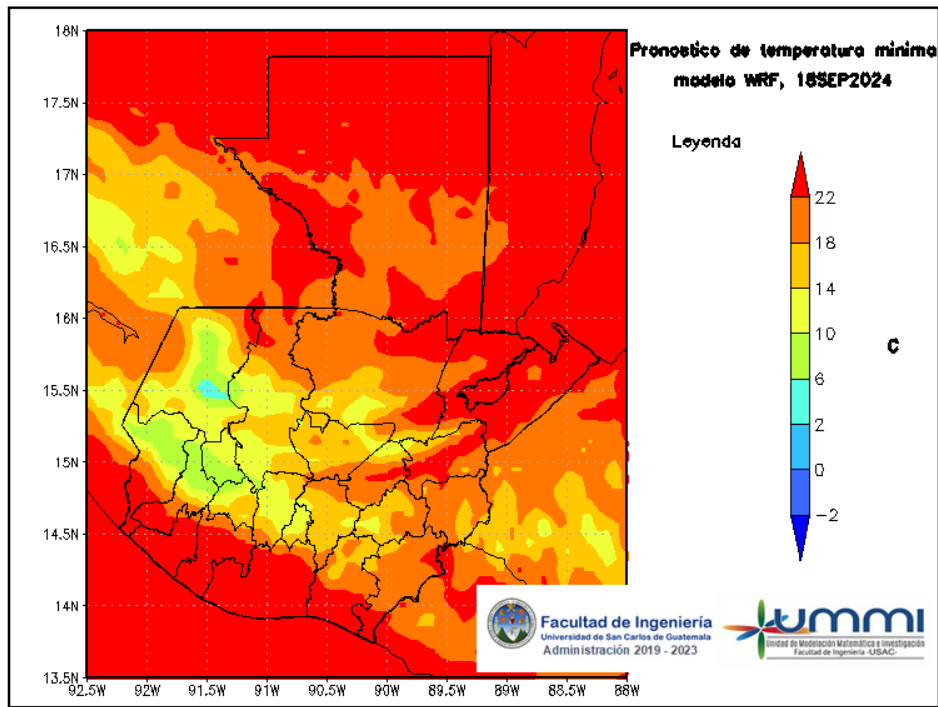 Pronostico de temperatura minima
modelo WRF, 18SEP2024
Leyenda
22
18
14
10
6
2
0
−2
C
18N
17.5N
17N
16.5N
16N
15.5N
15N
14.5N
14N
13.5N
92.5W 92W 91.5W 91W 90.5W 90W 89.5W 89W 88.5W 88W
Facultad de Ingeniería
Universidad de San Carlos de Guatemala
Administración 2019 - 2023
ummi
Unidad de Modelación Matemática e Investigación
Facultad de Ingeniería -USAC-